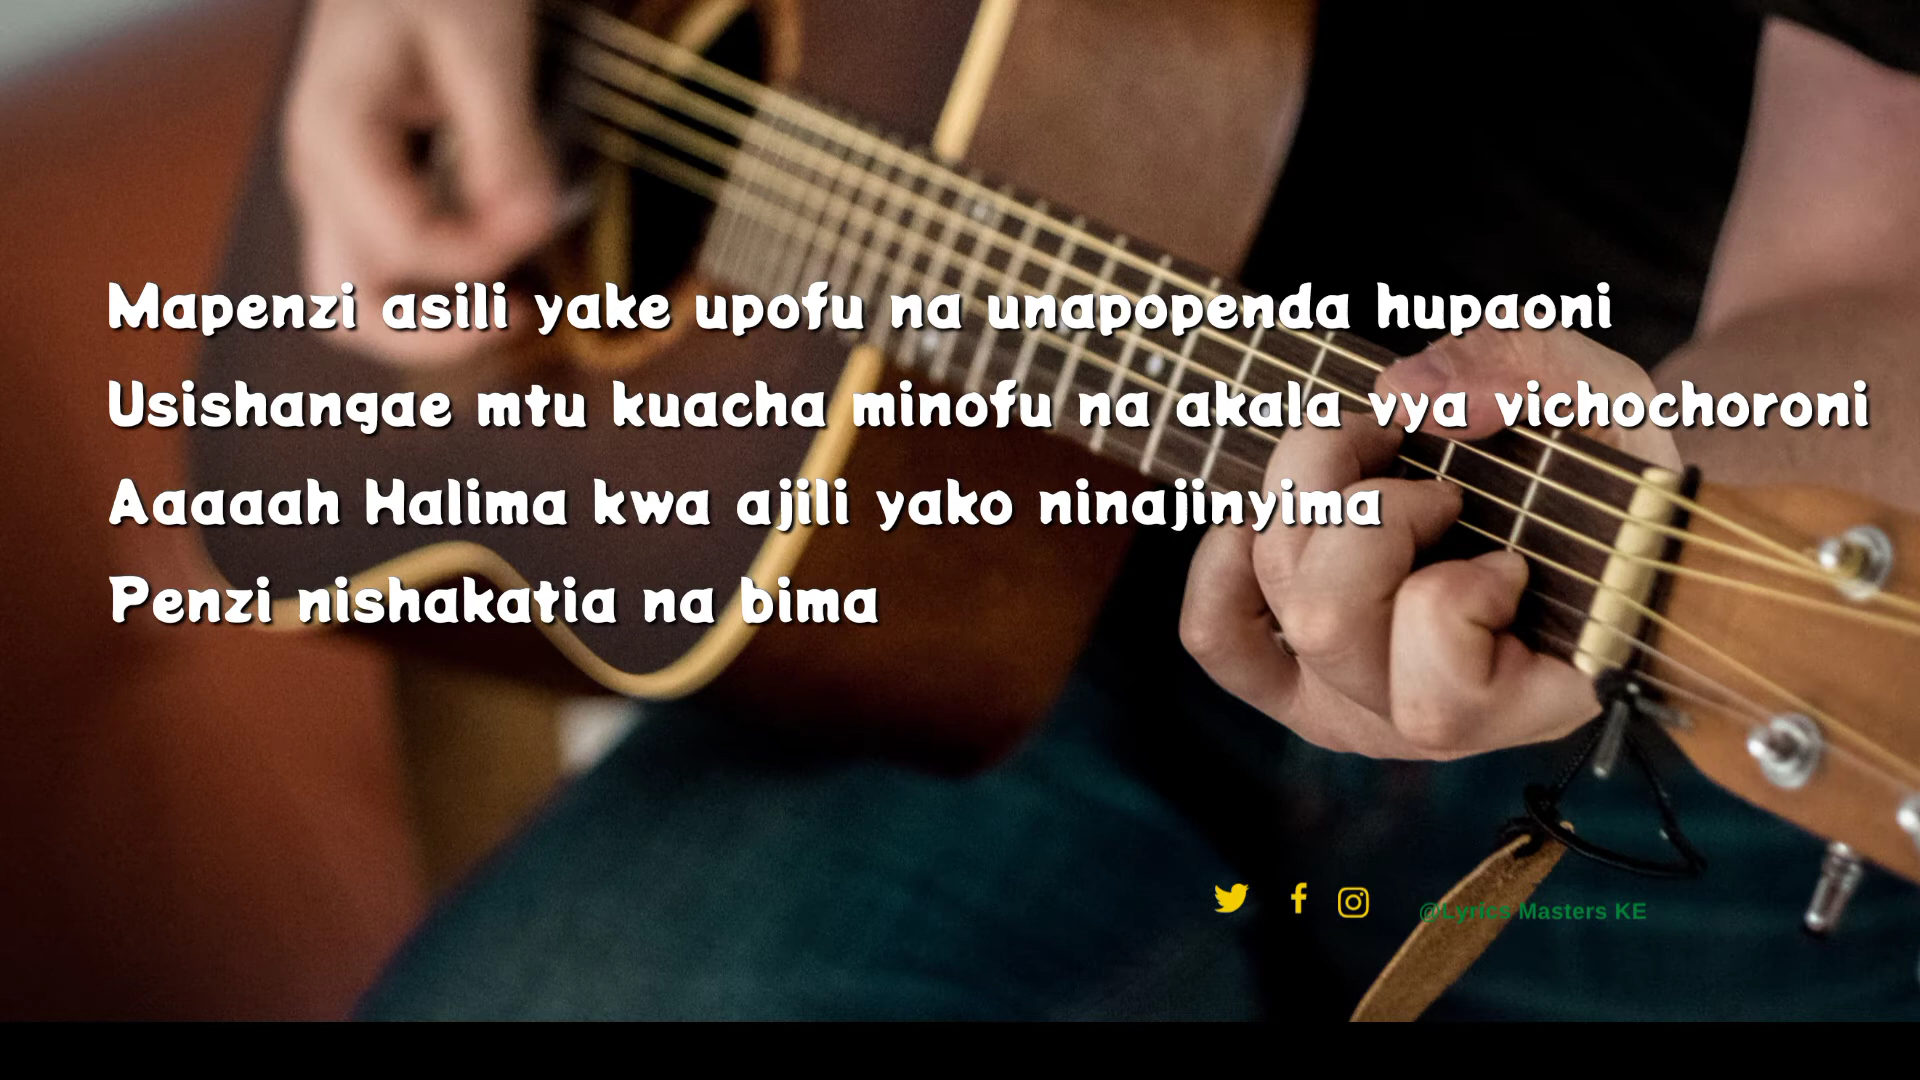 Mapenzi asili yake upofu na unapopenda hupaoni
Usishangae mtu kuacha minofu na akala vya vichochoroni
Aaaaah Halima kwa ajili yako ninajinyima
Penzi nishakatia na bima
@Lyrics Masters KE